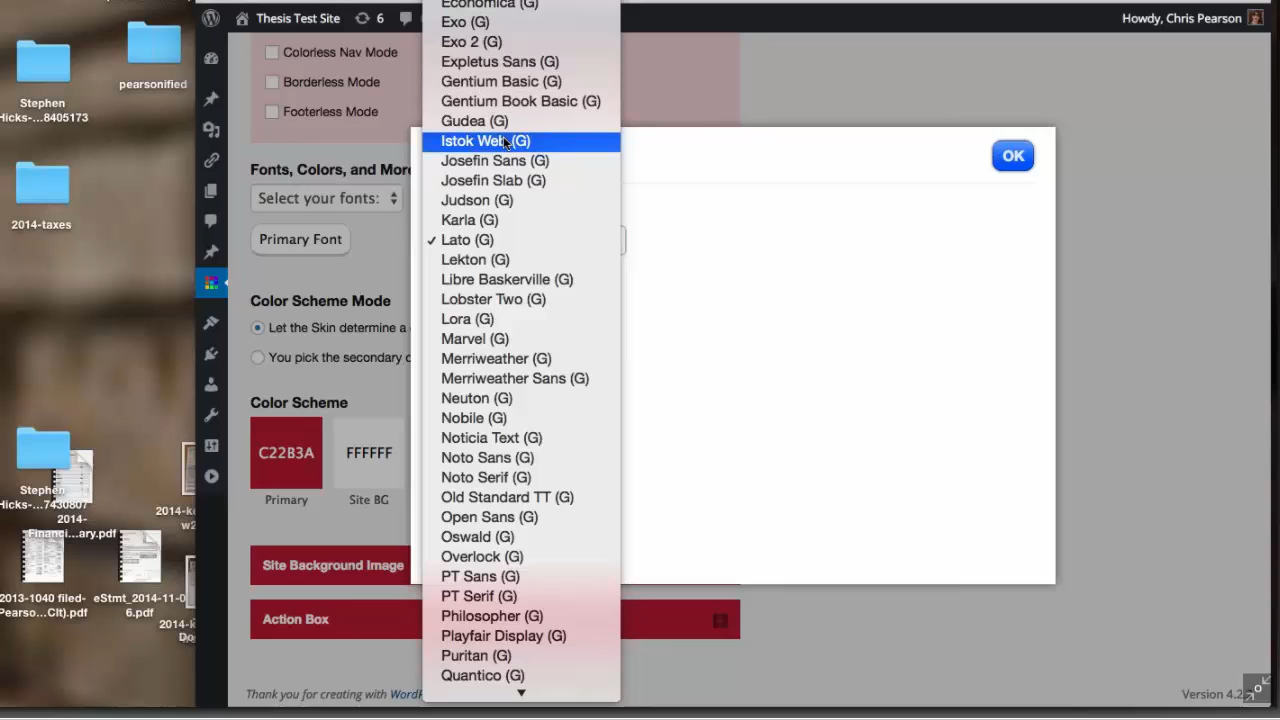 Thesis Test Site
6
Howdy, Chris Pearson
Stephen
Hicks-...8405173
pearsonified
2014-taxes
Stephen
Hicks-...7430807
2014-
Financi...ary.pdf
2013-1040 filed-
Pearso...Clt).pdf
eStmt_2014-11-0
6.pdf
Colorless Nav Mode
Borderless Mode
Footerless Mode
Fonts, Colors, and More
Select your fonts:
Primary Font
Color Scheme Mode
Let the Skin determine a
You pick the secondary
Color Scheme
C22B3A
FFFFFF
Primary
Site BG
Site Background Image
Action Box
Thank you for creating with
Version 4.2
Economica (G)
Exo (G)
Exo 2 (G)
Expletus Sans (G)
Gentium Basic (G)
Gentium Book Basic (G)
Gudea (G)
Istok Web (G)
Josefin Sans (G)
Josefin Slab (G)
Judson (G)
Karla (G)
✓ Lato (G)
Lekton (G)
Libre Baskerville (G)
Lobster Two (G)
Lora (G)
Marvel (G)
Merriweather (G)
Merriweather Sans (G)
Neuton (G)
Nobile (G)
Noticia Text (G)
Noto Sans (G)
Noto Serif (G)
Old Standard TT (G)
Open Sans (G)
Oswald (G)
Overlock (G)
PT Sans (G)
PT Serif (G)
Philosopher (G)
Playfair Display (G)
Puritan (G)
Quantico (G)
OK